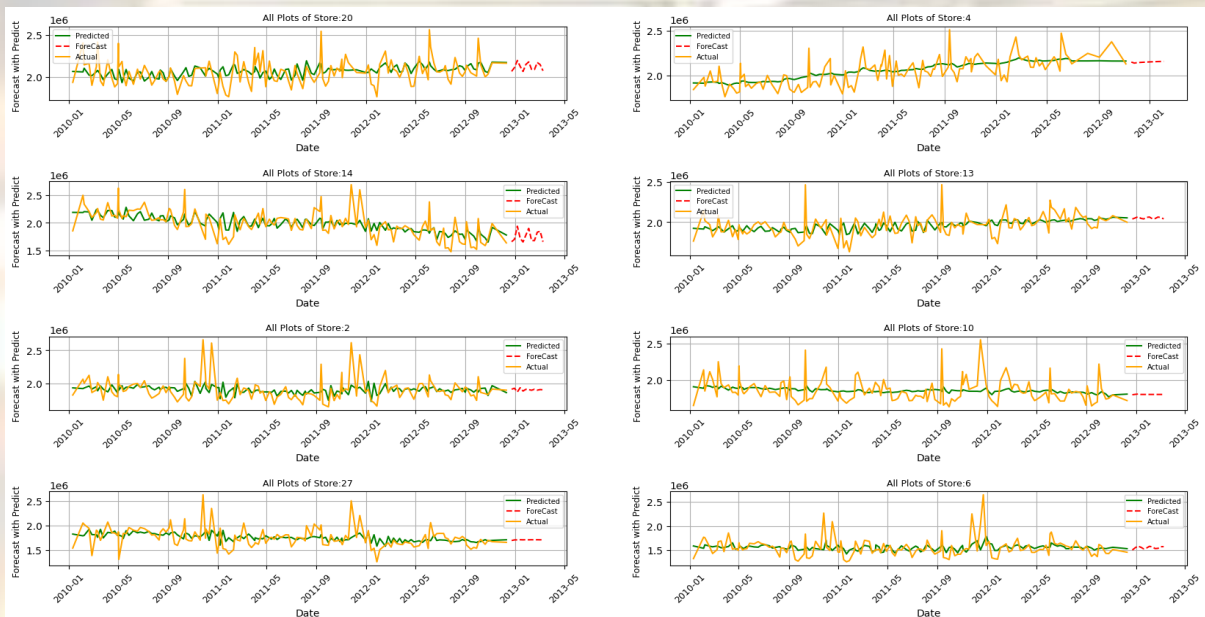 All Plots of Store:20
1e6
Forecast with Predict
2.5
2.0
Predicted
ForeCast
Actual
2010-01
2010-05
2010-09
2011-01
2011-05
2011-09
2012-01
2012-05
2012-09
2013-01
2013-05
Date
All Plots of Store:4
1e6
Forecast with Predict
2.5
2.0
Predicted
ForeCast
Actual
2010-01
2010-05
2010-09
2011-01
2011-05
2011-09
2012-01
2012-05
2012-09
2013-01
Date
All Plots of Store:14
1e6
Forecast with Predict
2.5
2.0
1.5
Predicted
ForeCast
Actual
2010-01
2010-05
2010-09
2011-01
2011-05
2011-09
2012-01
2012-05
2012-09
2013-01
2013-05
Date
All Plots of Store:13
1e6
Forecast with Predict
2.5
2.0
Predicted
ForeCast
Actual
2010-01
2010-05
2010-09
2011-01
2011-05
2011-09
2012-01
2012-05
2012-09
2013-01
2013-05
Date
All Plots of Store:2
1e6
Forecast with Predict
2.5
2.0
Predicted
ForeCast
Actual
2010-01
2010-05
2010-09
2011-01
2011-05
2011-09
2012-01
2012-05
2012-09
2013-01
2013-05
Date
All Plots of Store:10
1e6
Forecast with Predict
2.0
Predicted
ForeCast
Actual
2010-01
2010-05
2010-09
2011-01
2011-05
2011-09
2012-01
2012-05
2012-09
2013-01
2013-05
Date
All Plots of Store:27
1e6
Forecast with Predict
2.5
2.0
1.5
Predicted
ForeCast
Actual
2010-01
2010-05
2010-09
2011-01
2011-05
2011-09
2012-01
2012-05
2012-09
2013-01
2013-05
Date
All Plots of Store:6
1e6
Forecast with Predict
2.5
2.0
1.5
Predicted
ForeCast
Actual
2010-01
2010-05
2010-09
2011-01
2011-05
2011-09
2012-01
2012-05
2012-09
2013-01
2013-05
Date